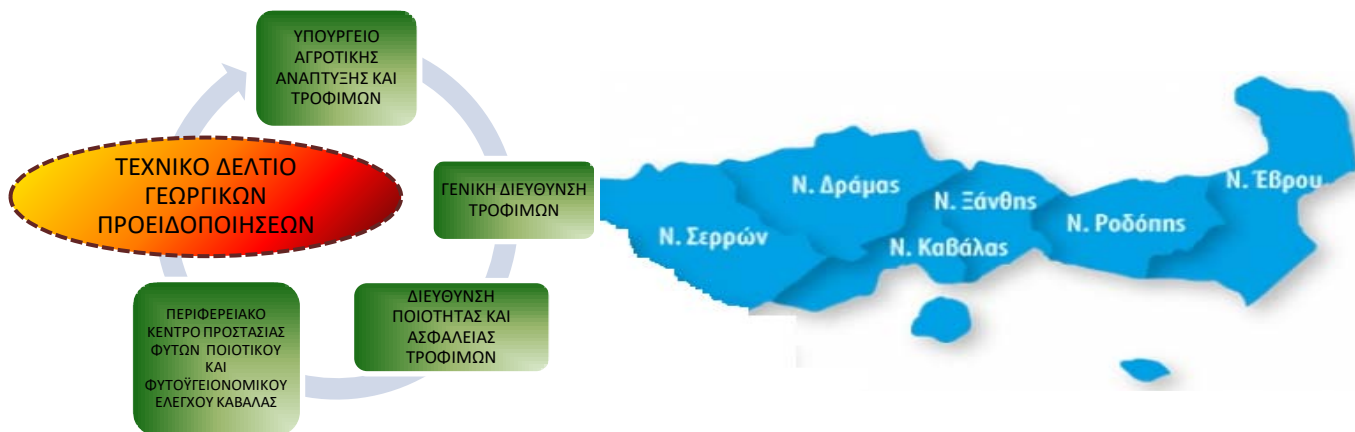 ΥΠΟΥΡΓΕΙΟ
ΑΓΡΟΤΙΚΗΣ
ΑΝΑΠΤΥΞΗΣ ΚΑΙ
ΤΡΟΦΙΜΩΝ
ΓΕΝΙΚΗ ΔΙΕΥΘΥΝΣΗ
ΤΡΟΦΙΜΩΝ
ΔΙΕΥΘΥΝΣΗ
ΠΟΙΟΤΗΤΑΣ ΚΑΙ
ΑΣΦΑΛΕΙΑΣ
ΤΡΟΦΙΜΩΝ
ΠΕΡΙΦΕΡΕΙΑΚΟ
ΚΕΝΤΡΟ ΠΡΟΣΤΑΣΙΑΣ
ΦΥΤΩΝ ΠΟΙΟΤΙΚΟΥ
ΚΑΙ
ΦΥΤΟΫΓΕΙΟΝΟΜΙΚΟΥ
ΕΛΕΓΧΟΥ ΚΑΒΑΛΑΣ
ΤΕΧΝΙΚΟ ΔΕΛΤΙΟ
ΓΕΩΡΓΙΚΩΝ
ΠΡΟΕΙΔΟΠΟΙΗΣΕΩΝ
Ν. Σερρών
Ν. Δράμας
Ν. Καβάλας
Ν. Ξάνθης
Ν. Ροδόπης
Ν. Έβρου